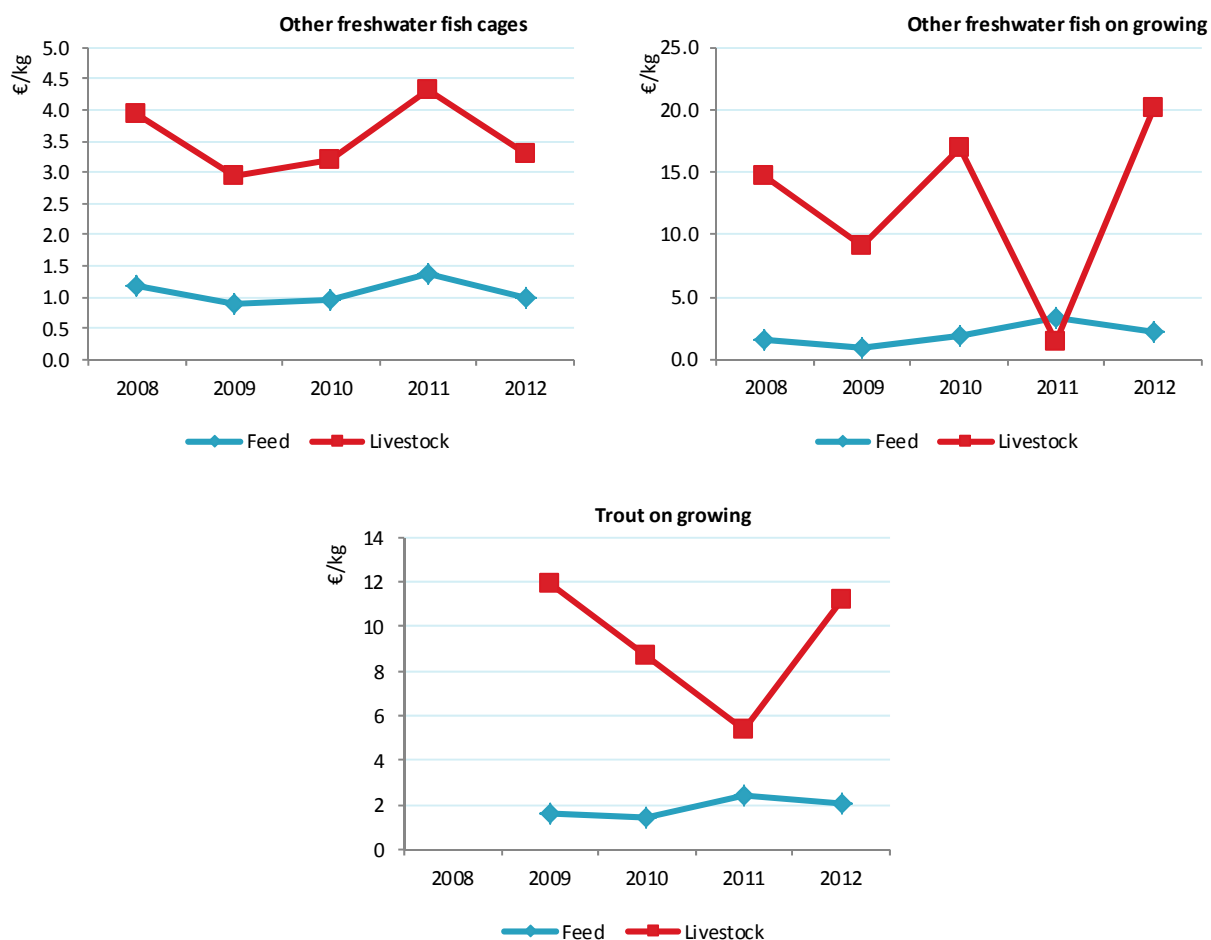 Other freshwater fish cages
€/kg
5.0
4.5
4.0
3.5
3.0
2.5
2.0
1.5
1.0
0.5
0.0
2008 2009 2010 2011 2012
Feed Livestock
Other freshwater fish on growing
€/kg
25.0
20.0
15.0
10.0
5.0
0.0
2008 2009 2010 2011 2012
Feed Livestock
Trout on growing
€/kg
14
12
10
8
6
4
2
0
2008 2009 2010 2011 2012
Feed Livestock